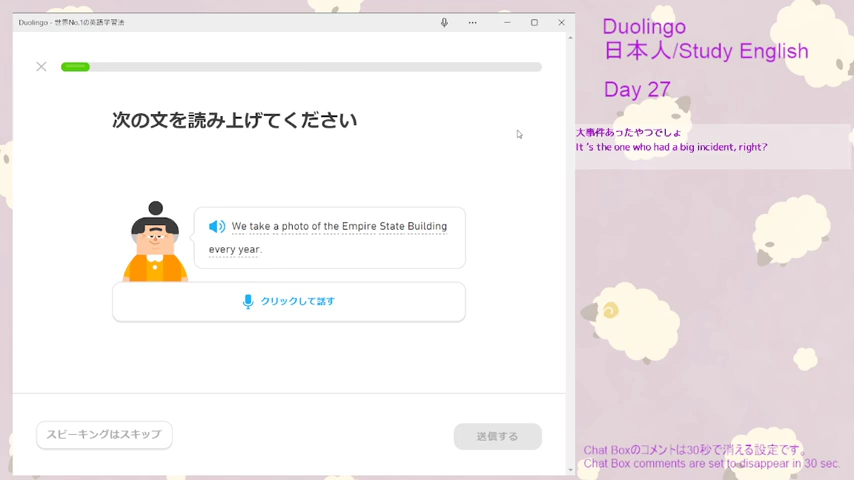 Duolingo - 世界No.1の英語学習法
次の文を読み上げてください
We take a photo of the Empire State Building
every year.
クリックして話す
スピーキングはスキップ
送信する
Duolingo
日本人/Study English
Day 27
大事件あったやつでしょ
It 's the one who had a big incident, right?
Chat Boxのコメントは30秒で消える設定です
Chat Box comments are set to disappear in 30 sec.